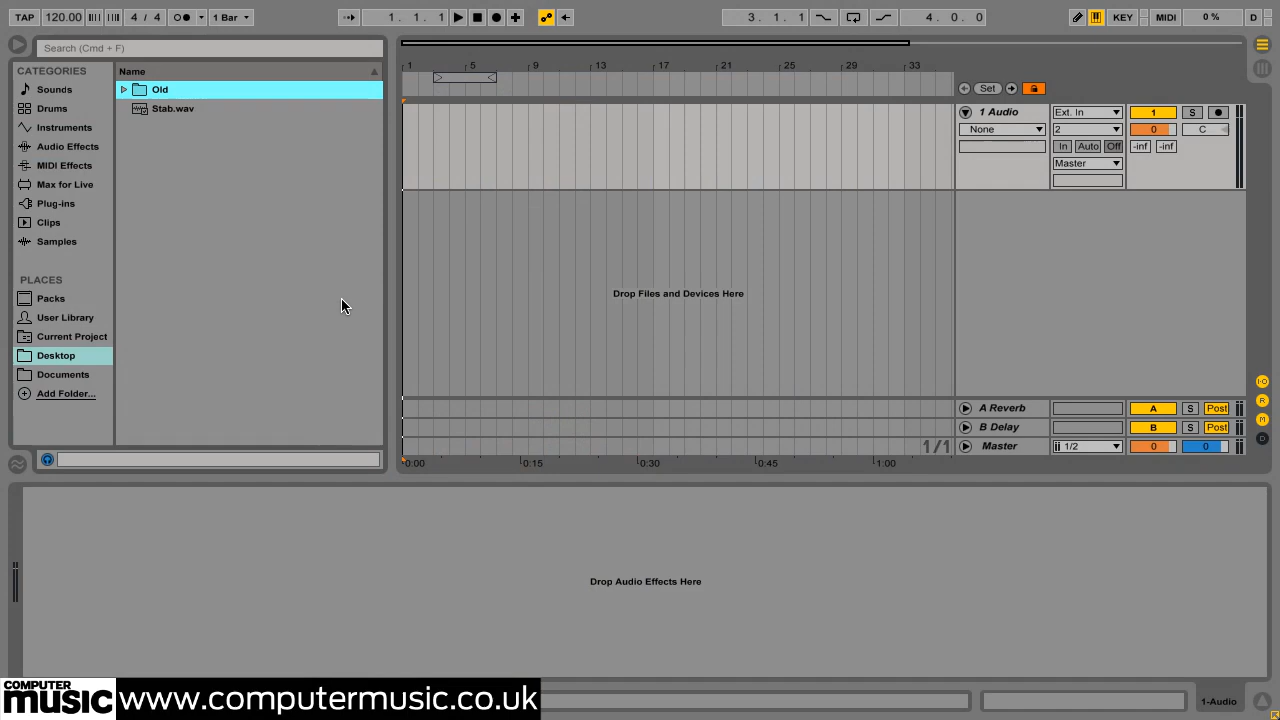 TAP 120.00 4 / 4 1 Bar 1. 1. 1 3. 1. 1 4. 0. 0 KEY MIDI 0 % D
Search (Cmd + F)
CATEGORIES
Sounds
Drums
Instruments
Audio Effects
MIDI Effects
Max for Live
Plug-ins
Clips
Samples
PLACES
Packs
User Library
Current Project
Desktop
Documents
Add Folder...
Name
Old
Stab.wav
1 5 9 13 17 21 25 29 33
Set
1 Audio Ext. In 1 S
None 2 0 C
In Auto Off -inf -inf
Master
Drop Files and Devices Here
A Reverb A S Post
B Delay B S Post
1/1 Master 1/2 0 0
0:00 0:15 0:30 0:45 1:00
I·O
R
M
D
Drop Audio Effects Here
COMPUTER MUSIC www.computermusic.co.uk
1-Audio